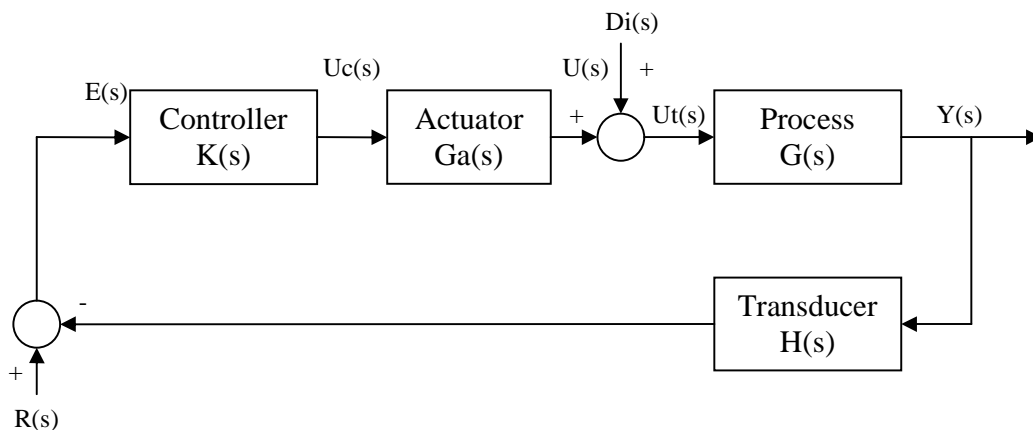 Di(s)
Uc(s)
U(s)
+
E(s)
Controller
K(s)
Actuator
Ga(s)
+
Ut(s)
Process
G(s)
Y(s)
-
Transducer
H(s)
+
R(s)